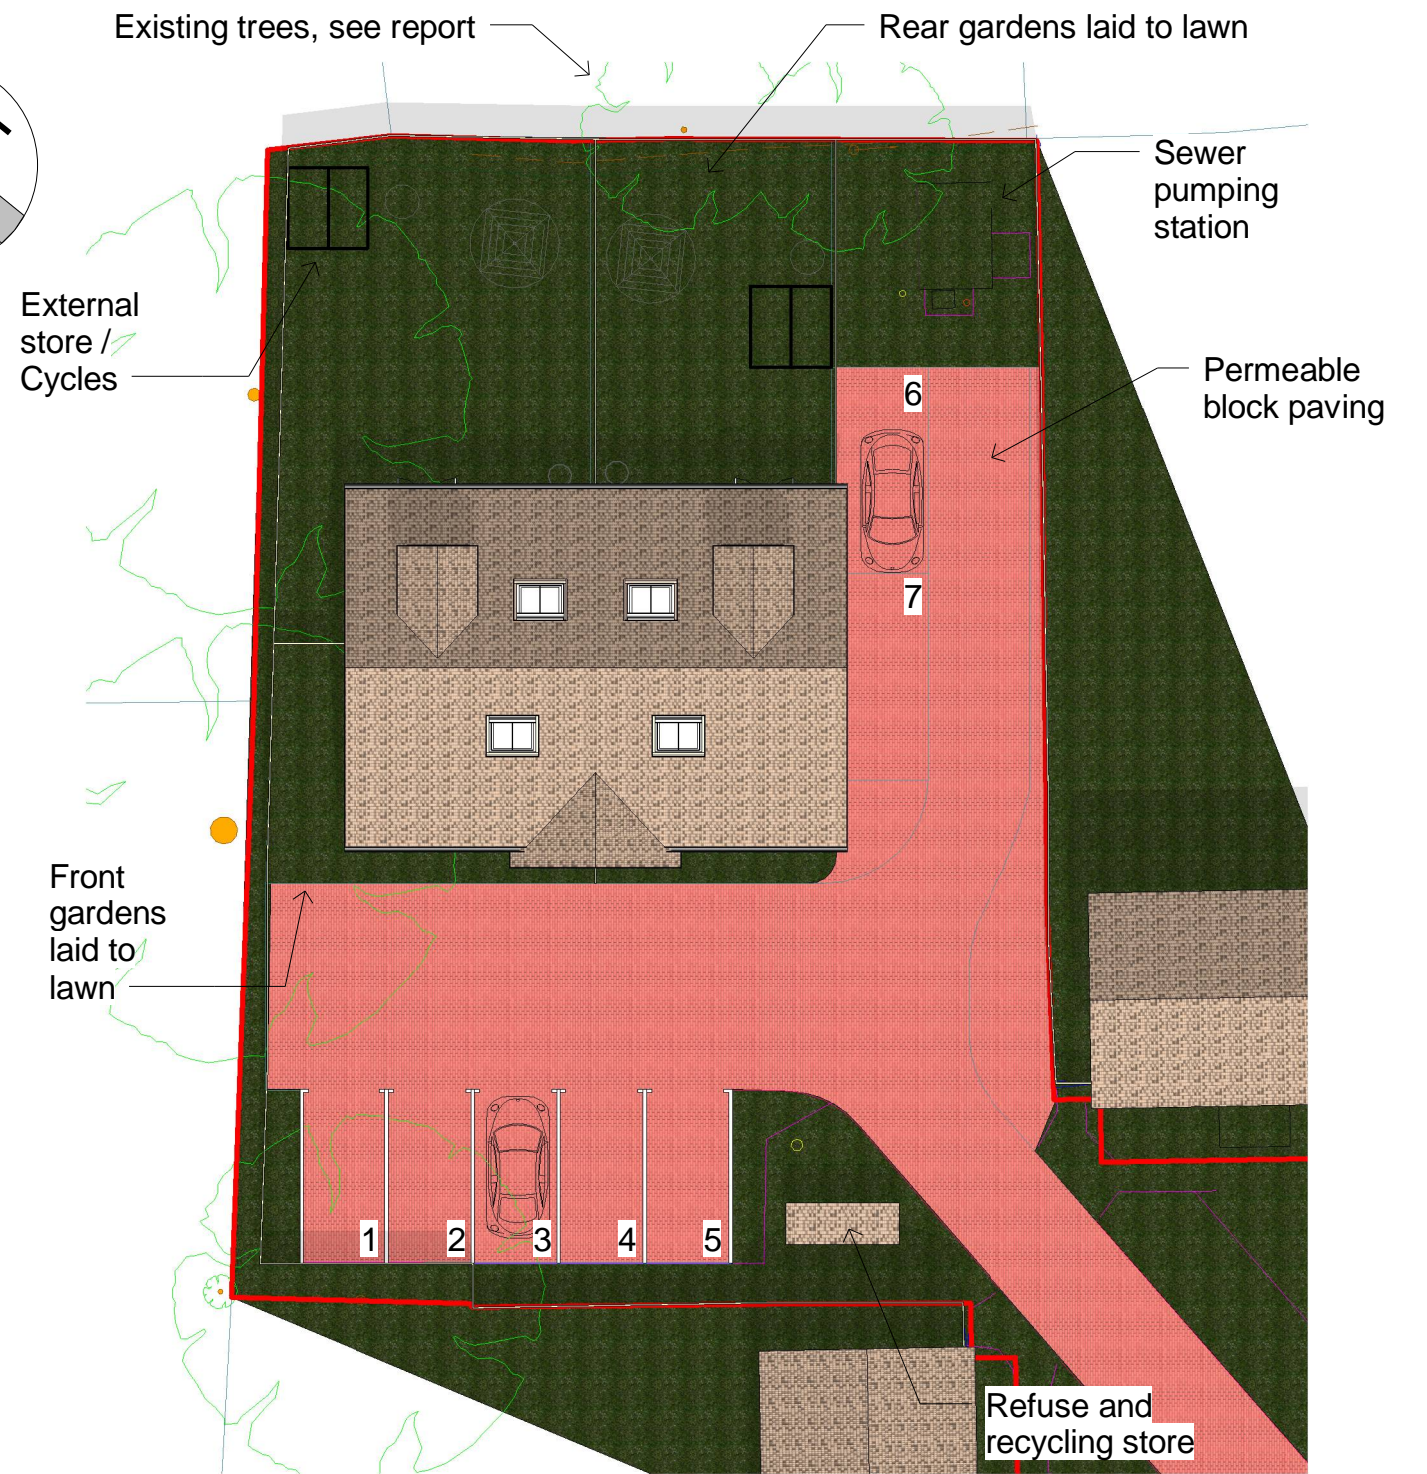 Existing trees, see report
Rear gardens laid to lawn
Sewer
pumping
station
External
store /
Cycles
Permeable
block paving
6
7
Front
gardens
laid to
lawn
1
2
3
4
5
Refuse and
recycling store